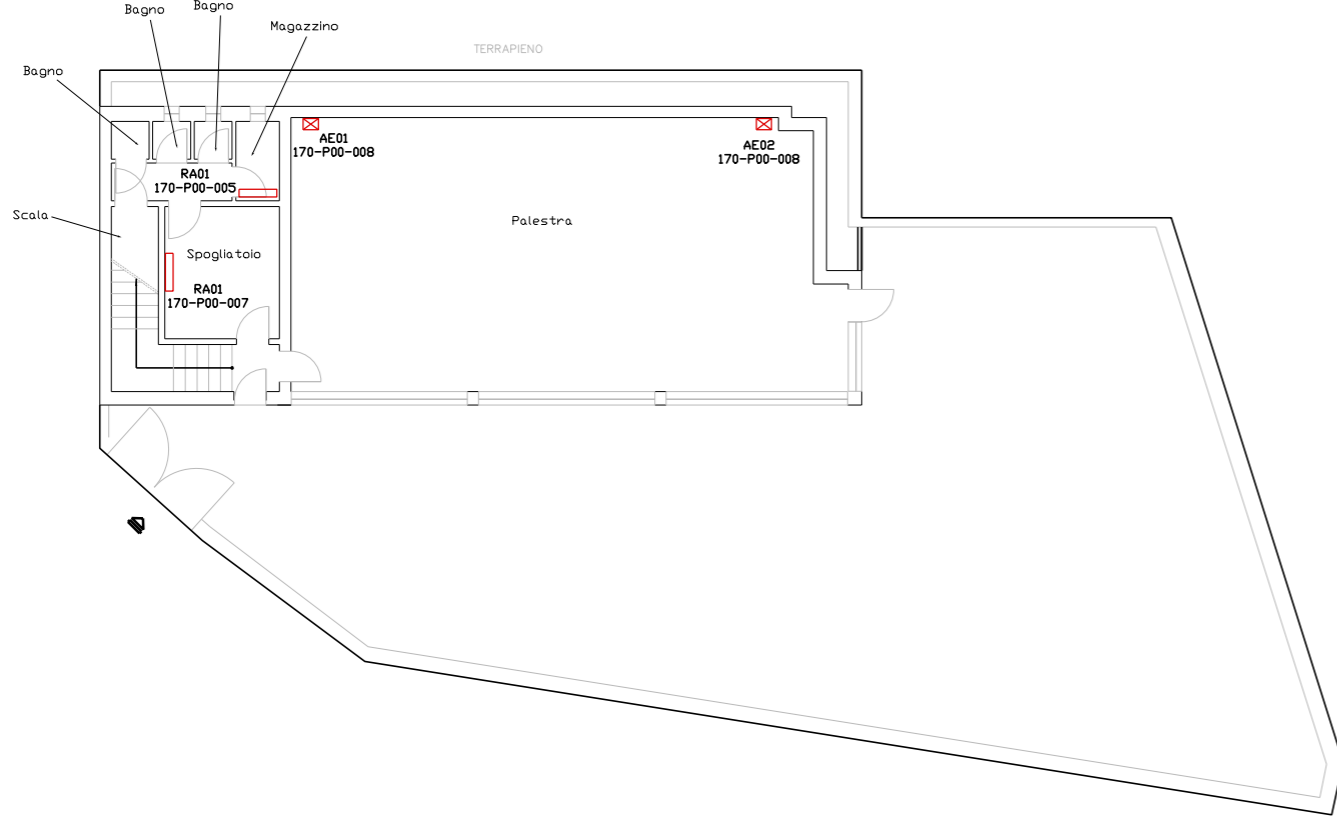 Bagno
Bagno
Magazzino
TERRAPIENO
Bagno
AE01
170-P00-008
AE02
170-P00-008
RA01
170-P00-005
Scala
Palestra
Spogliatoio
RA01
170-P00-007